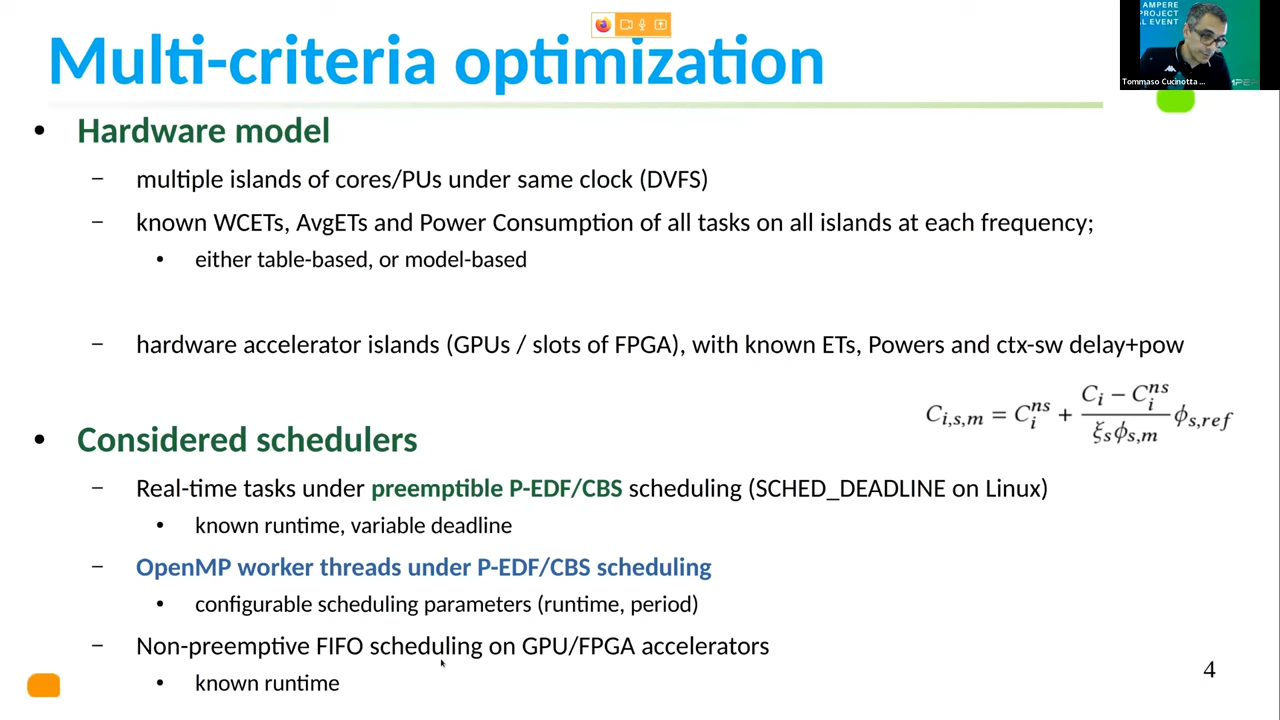 Multi-criteria optimization
AMPERE
PROJECT
L EVENT
Tommaso Cucinotta ...
• Hardware model
– multiple islands of cores/PUs under same clock (DVFS)
– known WCETs, AvgETs and Power Consumption of all tasks on all islands at each frequency;
• either table-based, or model-based
– hardware accelerator islands (GPUs / slots of FPGA), with known ETs, Powers and ctx-sw delay+pow
C_{i,s,m} = C_i^{ns} + \frac{C_i − C_i^{ns}}{ξ_s ϕ_{s,m}} ϕ_{s,ref}
• Considered schedulers
– Real-time tasks under preemptible P-EDF/CBS scheduling (SCHED_DEADLINE on Linux)
• known runtime, variable deadline
– OpenMP worker threads under P-EDF/CBS scheduling
• configurable scheduling parameters (runtime, period)
– Non-preemptive FIFO scheduling on GPU/FPGA accelerators
• known runtime
4